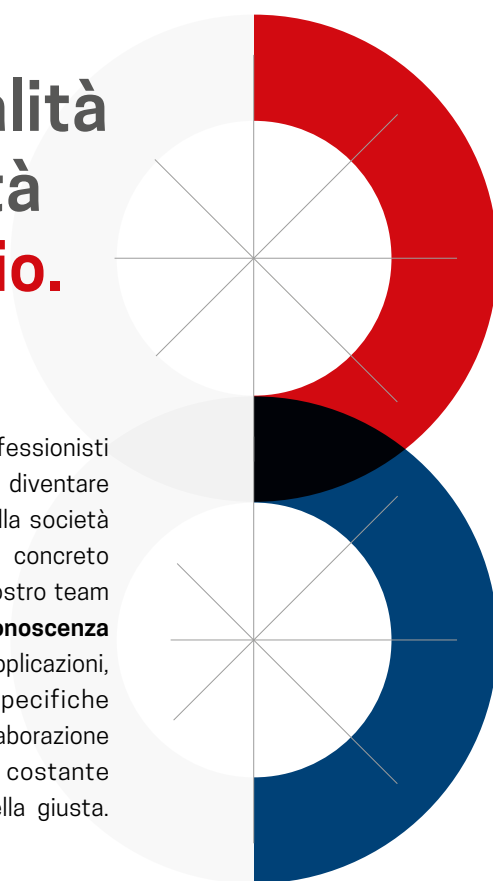 alità
tà
io.
fessionisti
diventare
lla società
concreto
ostro team
onoscenza
pplicazioni,
pecifiche
aborazione
costante
ella giusta.